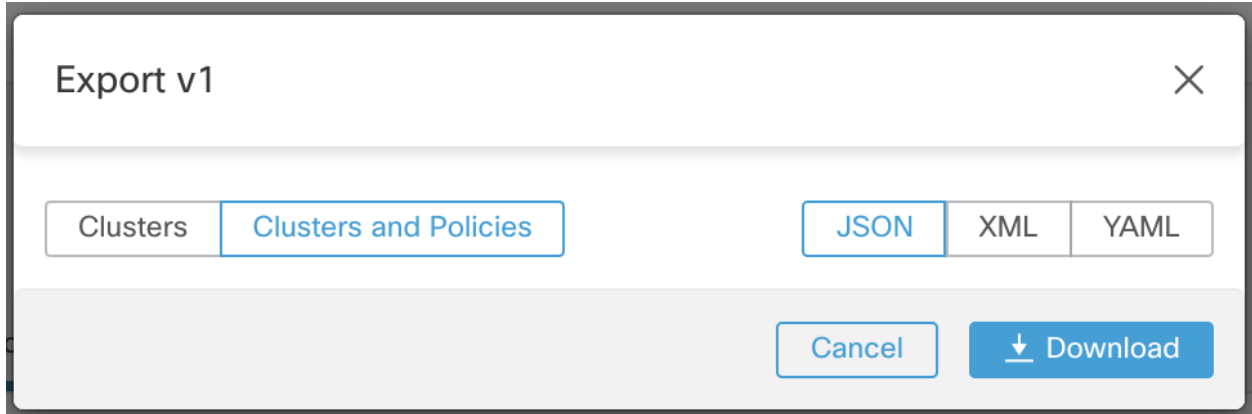 Export v1
Clusters Clusters and Policies JSON XML YAML
Cancel Download